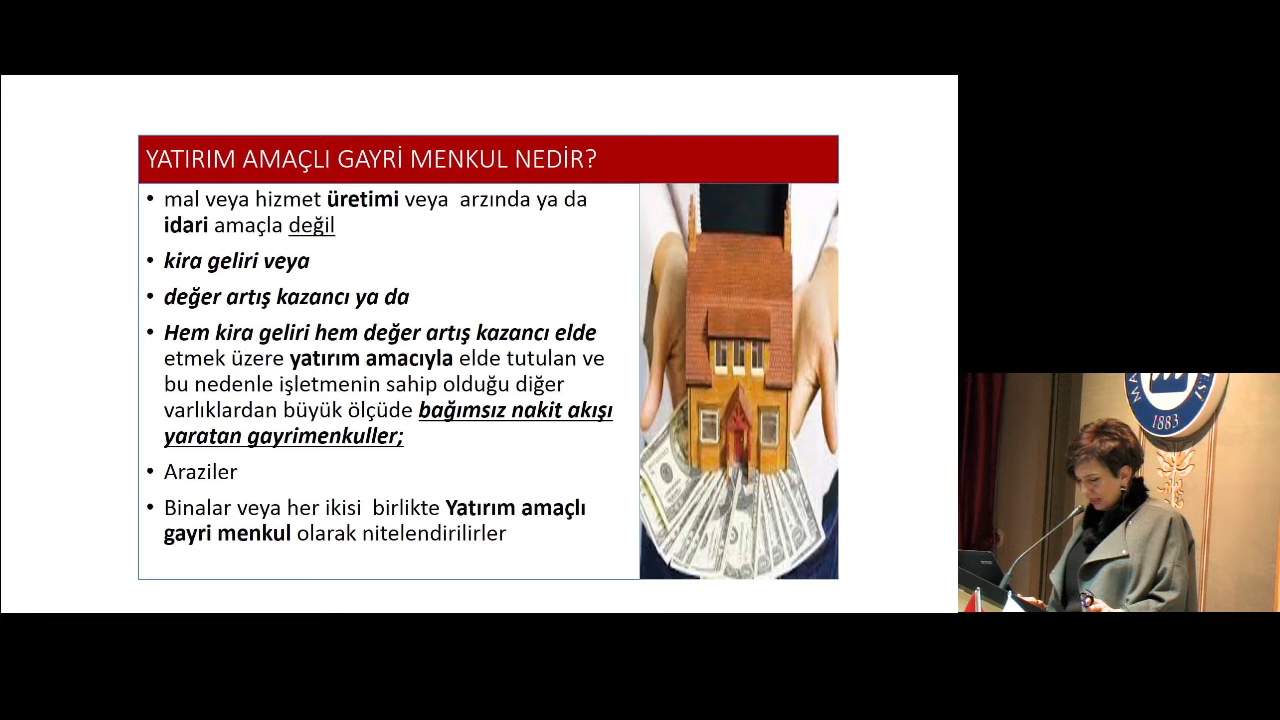 YATIRIM AMAÇLI GAYRİ MENKUL NEDİR?
• mal veya hizmet üretimi veya  arzında ya da
idari amaçla değil
• kira geliri veya
• değer artış kazancı ya da
• Hem kira geliri hem değer artış kazancı elde
etmek üzere yatırım amacıyla elde tutulan ve
bu nedenle işletmenin sahip olduğu diğer
varlıklardan büyük ölçüde bağımsız nakit akışı
yaratan gayrimenkuller;
• Araziler
• Binalar veya her ikisi  birlikte Yatırım amaçlı
gayri menkul olarak nitelendirilirler
1883